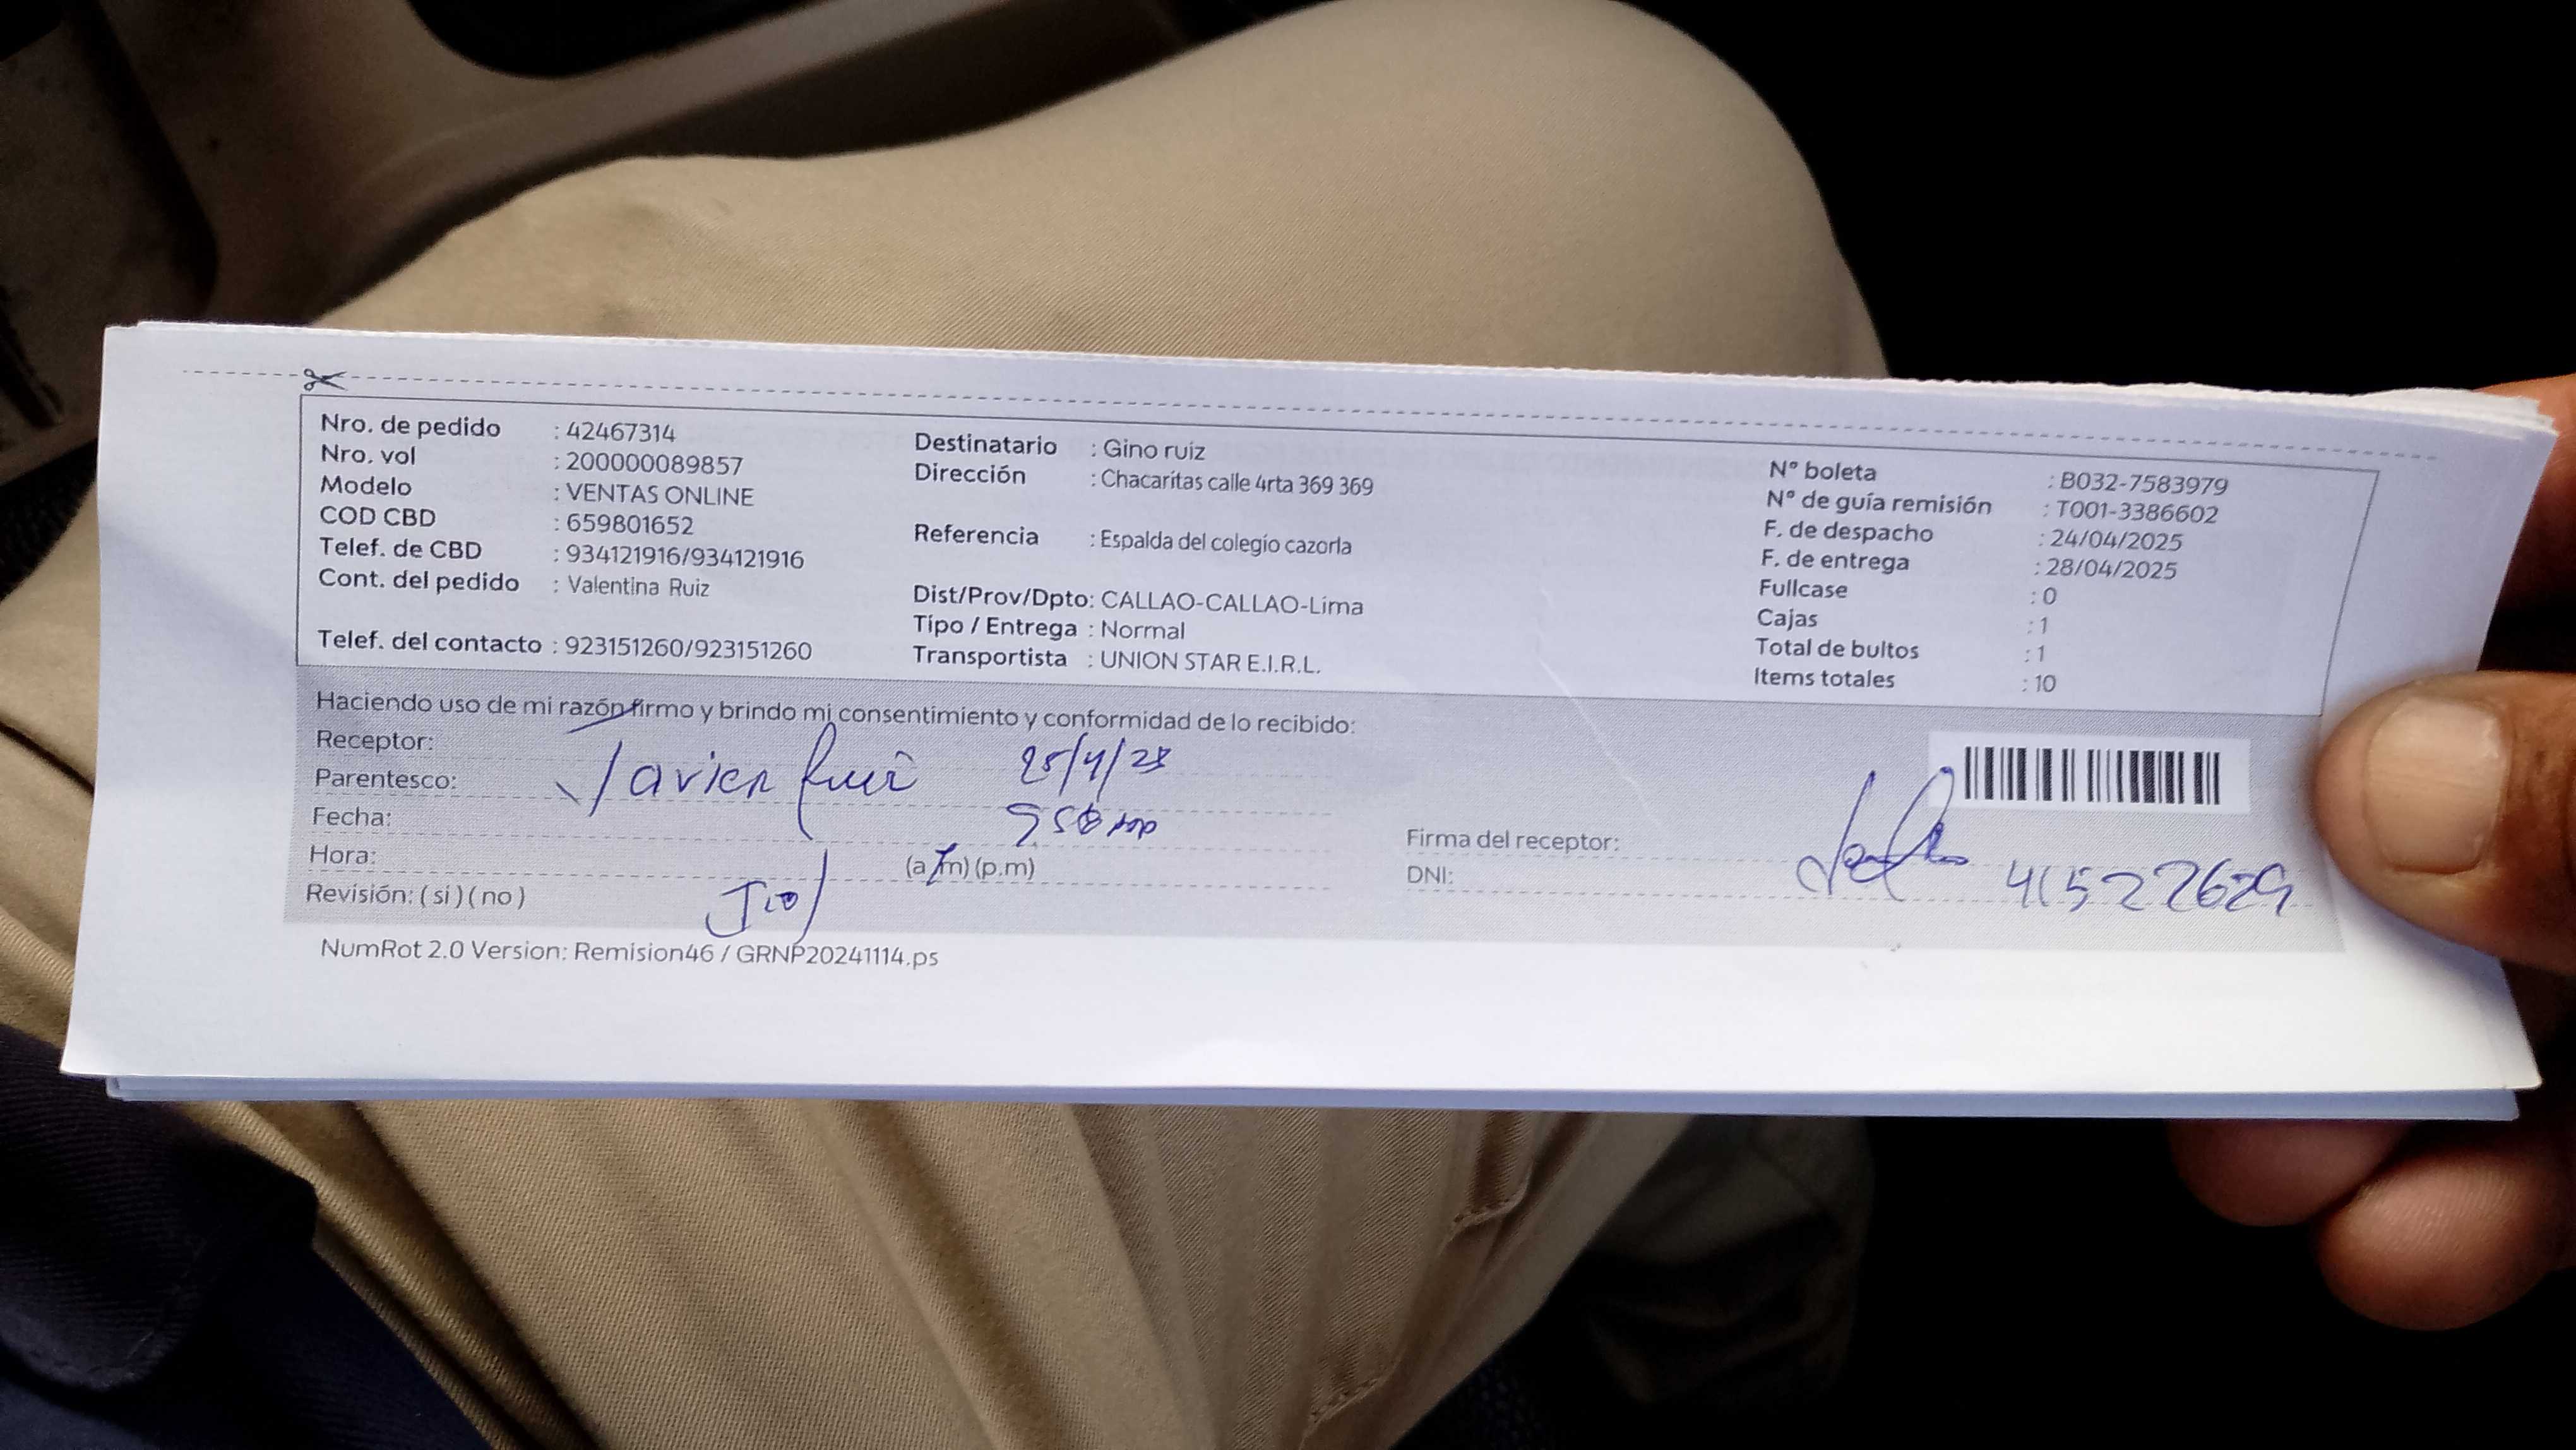 Nro. de pedido : 42467314
Nro. vol : 200000089857
Modelo : VENTAS ONLINE
COD CBD : 659801652
Telef. de CBD : 934121916/934121916
Cont. del pedido : Valentina Ruiz
Telef. del contacto : 923151260/923151260
Destinatario : Gino ruiz
Dirección : Chacaritas calle 4rta 369 369
Referencia : Espalda del colegio cazorla
Dist/Prov/Dpto: CALLAO-CALLAO-Lima
Tipo / Entrega : Normal
Transportista : UNION STAR E.I.R.L.
N° boleta : B032-7583979
N° de guía remisión : T001-3386602
F. de despacho : 24/04/2025
F. de entrega : 28/04/2025
Fullcase : 0
Cajas : 1
Total de bultos : 1
Items totales : 10
Haciendo uso de mi razón firmo y brindo mi consentimiento y conformidad de lo recibido:
Receptor:
Parentesco: Javier Ruiz
Fecha:
Hora: (a.m) (p.m)
Revisión: ( si ) ( no )
Firma del receptor:
DNI: 41522629
NumRot 2.0 Version: Remision46 / GRNP20241114.ps